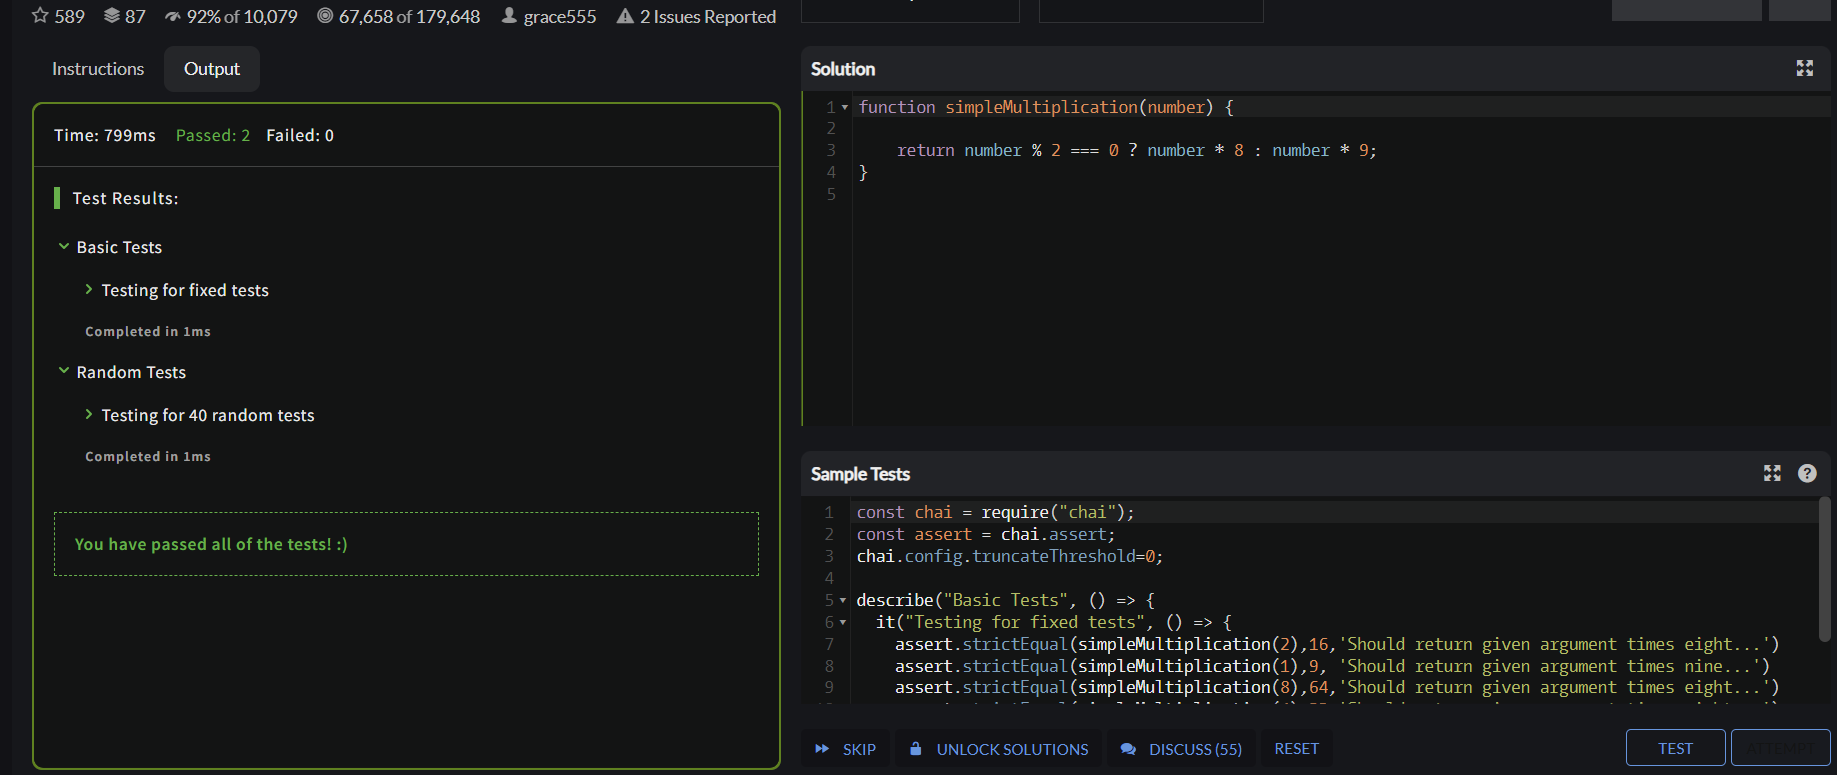 589 87 92% of 10,079 67,658 of 179,648 grace555 2 Issues Reported
Instructions Output
Time: 799ms Passed: 2 Failed: 0
Test Results:
Basic Tests
Testing for fixed tests
Completed in 1ms
Random Tests
Testing for 40 random tests
Completed in 1ms
You have passed all of the tests! :)
Solution
1 function simpleMultiplication(number) {
2
3 return number % 2 === 0 ? number * 8 : number * 9;
4 }
5
Sample Tests
?
1 const chai = require("chai");
2 const assert = chai.assert;
3 chai.config.truncateThreshold=0;
4
5 describe("Basic Tests", () => {
6 it("Testing for fixed tests", () => {
7 assert.strictEqual(simpleMultiplication(2),16,'Should return given argument times eight...')
8 assert.strictEqual(simpleMultiplication(1),9, 'Should return given argument times nine...')
9 assert.strictEqual(simpleMultiplication(8),64,'Should return given argument times eight...')
SKIP UNLOCK SOLUTIONS DISCUSS (55) RESET TEST ATTEMPT